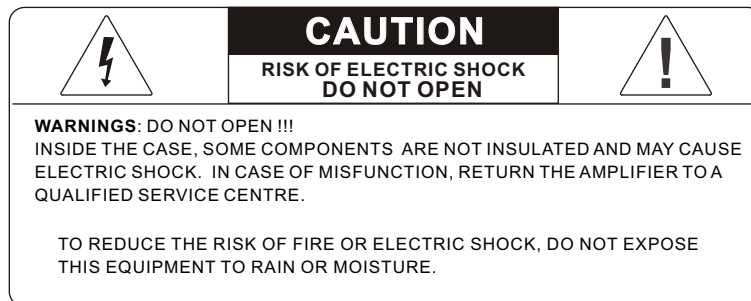 CAUTION
RISK OF ELECTRIC SHOCK
DO NOT OPEN
!
WARNINGS: DO NOT OPEN !!!
INSIDE THE CASE, SOME COMPONENTS ARE NOT INSULATED AND MAY CAUSE
ELECTRIC SHOCK. IN CASE OF MISFUNCTION, RETURN THE AMPLIFIER TO A
QUALIFIED SERVICE CENTRE.
TO REDUCE THE RISK OF FIRE OR ELECTRIC SHOCK, DO NOT EXPOSE
THIS EQUIPMENT TO RAIN OR MOISTURE.